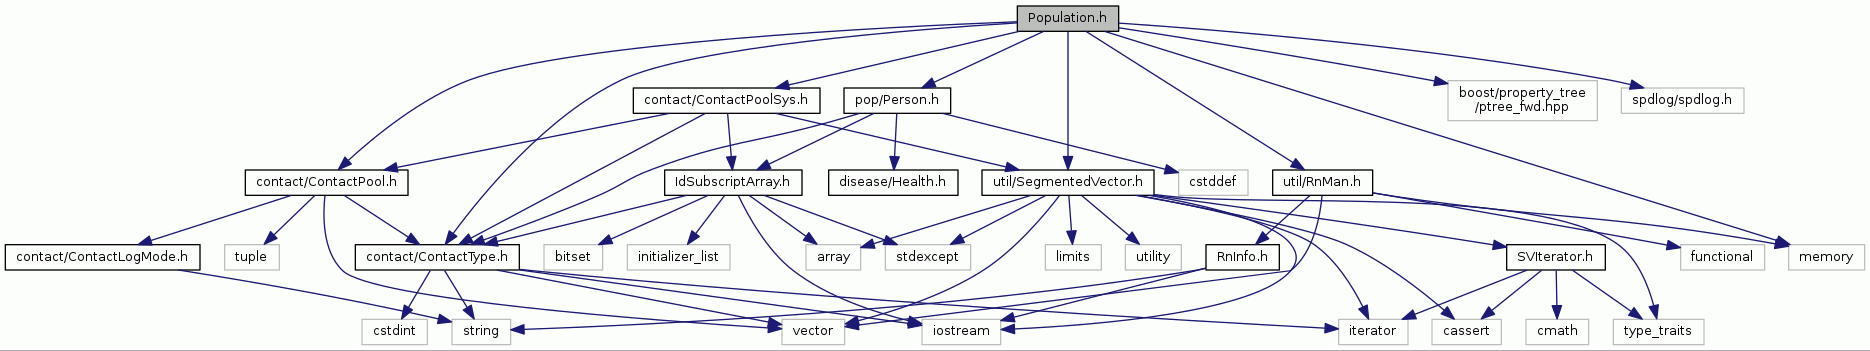 Population.h
contact/ContactPoolSys.h
pop/Person.h
boost/property_tree
/ptree_fwd.hpp
spdlog/spdlog.h
contact/ContactPool.h
IdSubscriptArray.h
disease/Health.h
util/SegmentedVector.h
cstddef
util/RnMan.h
contact/ContactLogMode.h
tuple
contact/ContactType.h
bitset
initializer_list
array
stdexcept
limits
utility
RnInfo.h
SVIterator.h
functional
memory
cstdint
string
vector
iostream
iterator
cassert
cmath
type_traits